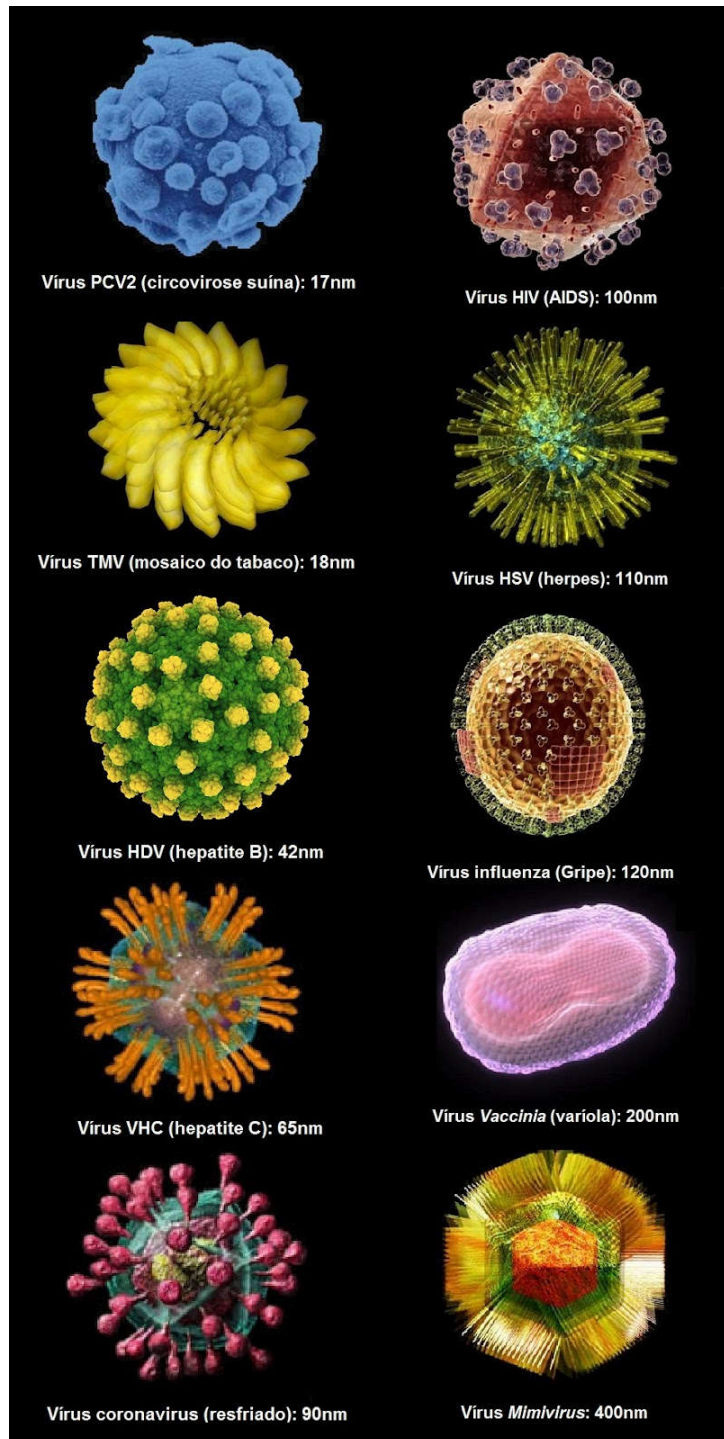 Vírus PCV2 (circovirose suína): 17nm
Vírus HIV (AIDS): 100nm
Vírus TMV (mosaico do tabaco): 18nm
Vírus HSV (herpes): 110nm
Vírus HDV (hepatite B): 42nm
Vírus influenza (Gripe): 120nm
Vírus VHC (hepatite C): 65nm
Vírus Vaccinia (varíola): 200nm
Vírus coronavirus (resfriado): 90nm
Vírus Mimivirus: 400nm